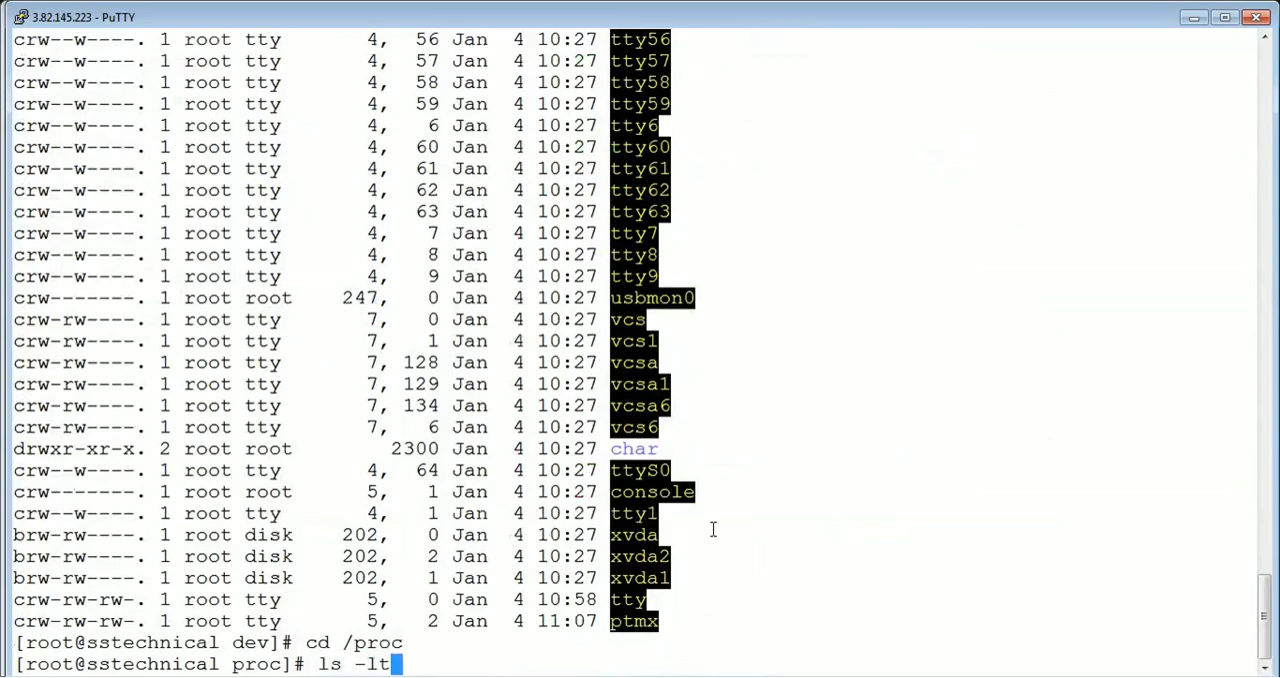 3.82.145.223 - PuTTY
crw--w----. 1 root tty 4, 56 Jan 4 10:27 tty56
crw--w----. 1 root tty 4, 57 Jan 4 10:27 tty57
crw--w----. 1 root tty 4, 58 Jan 4 10:27 tty58
crw--w----. 1 root tty 4, 59 Jan 4 10:27 tty59
crw--w----. 1 root tty 4, 6 Jan 4 10:27 tty6
crw--w----. 1 root tty 4, 60 Jan 4 10:27 tty60
crw--w----. 1 root tty 4, 61 Jan 4 10:27 tty61
crw--w----. 1 root tty 4, 62 Jan 4 10:27 tty62
crw--w----. 1 root tty 4, 63 Jan 4 10:27 tty63
crw--w----. 1 root tty 4, 7 Jan 4 10:27 tty7
crw--w----. 1 root tty 4, 8 Jan 4 10:27 tty8
crw--w----. 1 root tty 4, 9 Jan 4 10:27 tty9
crw-------. 1 root root 247, 0 Jan 4 10:27 usbmon0
crw-rw----. 1 root tty 7, 0 Jan 4 10:27 vcs
crw-rw----. 1 root tty 7, 1 Jan 4 10:27 vcs1
crw-rw----. 1 root tty 7, 128 Jan 4 10:27 vcsa
crw-rw----. 1 root tty 7, 129 Jan 4 10:27 vcsa1
crw-rw----. 1 root tty 7, 134 Jan 4 10:27 vcsa6
crw-rw----. 1 root tty 7, 6 Jan 4 10:27 vcs6
drwxr-xr-x. 2 root root 2300 Jan 4 10:27 char
crw--w----. 1 root tty 4, 64 Jan 4 10:27 ttyS0
crw-------. 1 root root 5, 1 Jan 4 10:27 console
crw--w----. 1 root tty 4, 1 Jan 4 10:27 tty1
brw-rw----. 1 root disk 202, 0 Jan 4 10:27 xvda
brw-rw----. 1 root disk 202, 2 Jan 4 10:27 xvda2
brw-rw----. 1 root disk 202, 1 Jan 4 10:27 xvda1
crw-rw-rw-. 1 root tty 5, 0 Jan 4 10:58 tty
crw-rw-rw-. 1 root tty 5, 2 Jan 4 11:07 ptmx
[root@sstechnical dev]# cd /proc
[root@sstechnical proc]# ls -lt